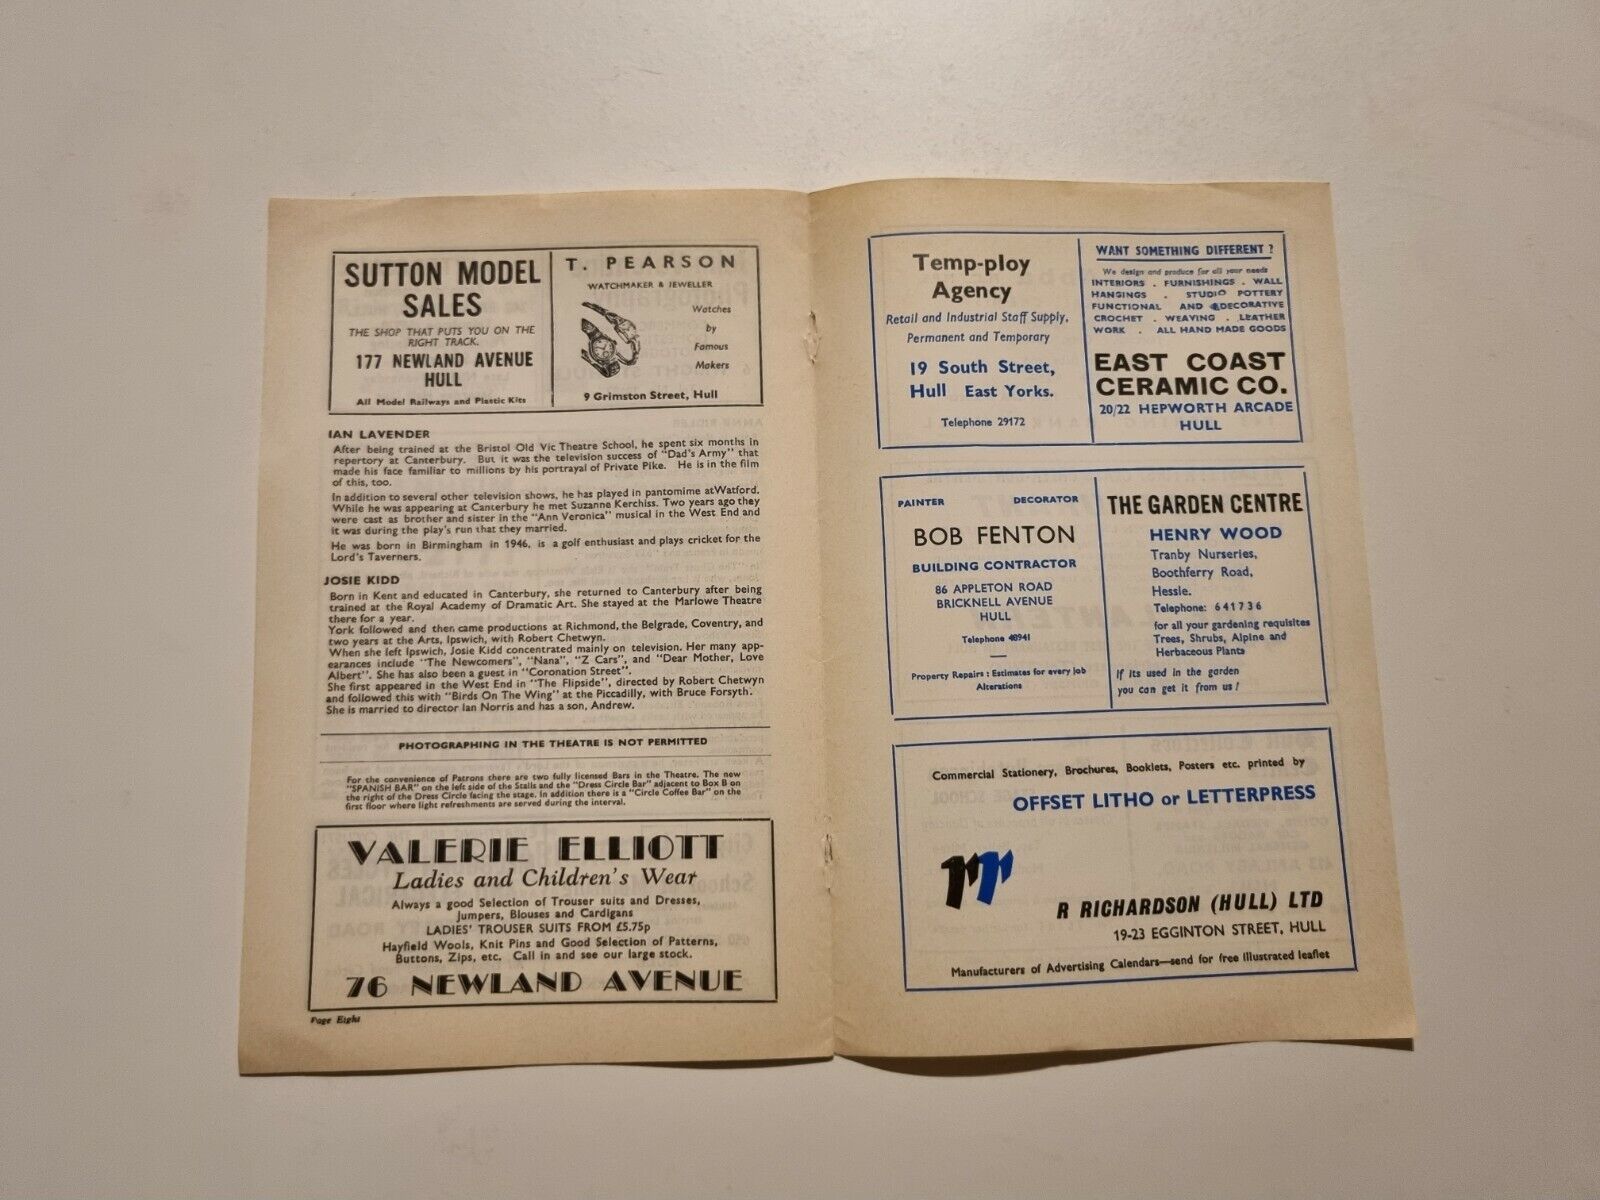 SUTTON MODEL
SALES
THE SHOP THAT PUTS YOU ON THE
RIGHT TRACK.
177 NEWLAND AVENUE
HULL
All Model Railways and Plastic Kits
T. PEARSON
WATCHMAKER & JEWELLER
Watches
by
Famous
Makers
9 Grimston Street, Hull
IAN LAVENDER
After being trained at the Bristol Old Vic Theatre School, he spent six months in
repertory at Canterbury. But it was the television success of "Dad's Army" that
made his face familiar to millions by his portrayal of Private Pike. He is in the film
of this, too.
In addition to several other television shows, he has played in pantomime atWatford.
While he was appearing at Canterbury he met Suzanne Kerchiss. Two years ago they
were cast as brother and sister in the "Ann Veronica" musical in the West End and
it was during the play's run that they married.
He was born in Birmingham in 1946, is a golf enthusiast and plays cricket for the
Lord's Taverners.
JOSIE KIDD
Born in Kent and educated in Canterbury, she returned to Canterbury after being
trained at the Royal Academy of Dramatic Art. She stayed at the Marlowe Theatre
there for a year.
York followed and then came productions at Richmond, the Belgrade, Coventry, and
two years at the Arts, Ipswich, with Robert Chetwyn.
When she left Ipswich, Josie Kidd concentrated mainly on television. Her many app-
earances include "The Newcomers", "Nana", "Z Cars", and "Dear Mother, Love
Albert". She has also been a guest in "Coronation Street".
She first appeared in the West End in "The Flipside", directed by Robert Chetwyn
and followed this with "Birds On The Wing" at the Piccadilly, with Bruce Forsyth.
She is married to director Ian Norris and has a son, Andrew.
PHOTOGRAPHING IN THE THEATRE IS NOT PERMITTED
For the convenience of Patrons there are two fully licensed Bars in the Theatre. The new
"SPANISH BAR" on the left side of the Stalls and the "Dress Circle Bar" adjacent to Box B on
the right of the Dress Circle facing the stage. In addition there is a "Circle Coffee Bar" on the
first floor where light refreshments are served during the interval.
VALERIE ELLIOTT
Ladies and Children's Wear
Always a good Selection of Trouser suits and Dresses,
Jumpers, Blouses and Cardigans
LADIES' TROUSER SUITS FROM £5.75p
Hayfield Wools, Knit Pins and Good Selection of Patterns,
Buttons, Zips, etc. Call in and see our large stock.
76 NEWLAND AVENUE
Page Eight
Temp-ploy
Agency
Retail and Industrial Staff Supply,
Permanent and Temporary
19 South Street,
Hull East Yorks.
Telephone 29172
WANT SOMETHING DIFFERENT ?
We design and produce for all your needs
INTERIORS . FURNISHINGS . WALL
HANGINGS . STUDIO POTTERY
FUNCTIONAL AND DECORATIVE
CROCHET . WEAVING . LEATHER
WORK . ALL HAND MADE GOODS
EAST COAST
CERAMIC CO.
20/22 HEPWORTH ARCADE
HULL
PAINTER DECORATOR
BOB FENTON
BUILDING CONTRACTOR
86 APPLETON ROAD
BRICKNELL AVENUE
HULL
Telephone 48941
Property Repairs : Estimates for every job
Alterations
THE GARDEN CENTRE
HENRY WOOD
Tranby Nurseries,
Boothferry Road,
Hessle.
Telephone: 641736
for all your gardening requisites
Trees, Shrubs, Alpine and
Herbaceous Plants
If its used in the garden
you can get it from us!
Commercial Stationery, Brochures, Booklets, Posters etc. printed by
OFFSET LITHO or LETTERPRESS
rr
R RICHARDSON (HULL) LTD
19-23 EGGINTON STREET, HULL
Manufacturers of Advertising Calendars—send for free Illustrated leaflet